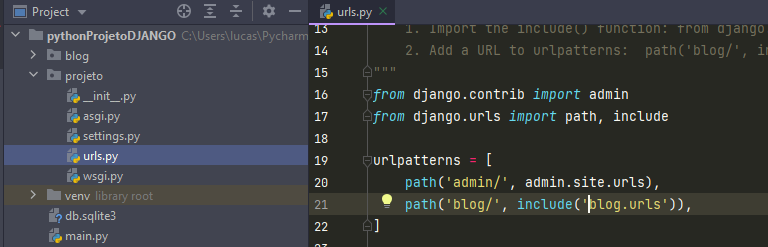 Project
urls.py
pythonProjetoDJANGO C:\Users\lucas\Pycharm
blog
projeto
__init__.py
asgi.py
settings.py
urls.py
wsgi.py
venv library root
db.sqlite3
main.py
13 1. Import the include() function: from django
14 2. Add a URL to urlpatterns:  path('blog/', in
15 """
16 from django.contrib import admin
17 from django.urls import path, include
18
19 urlpatterns = [
20 path('admin/', admin.site.urls),
21 path('blog/', include('blog.urls')),
22 ]